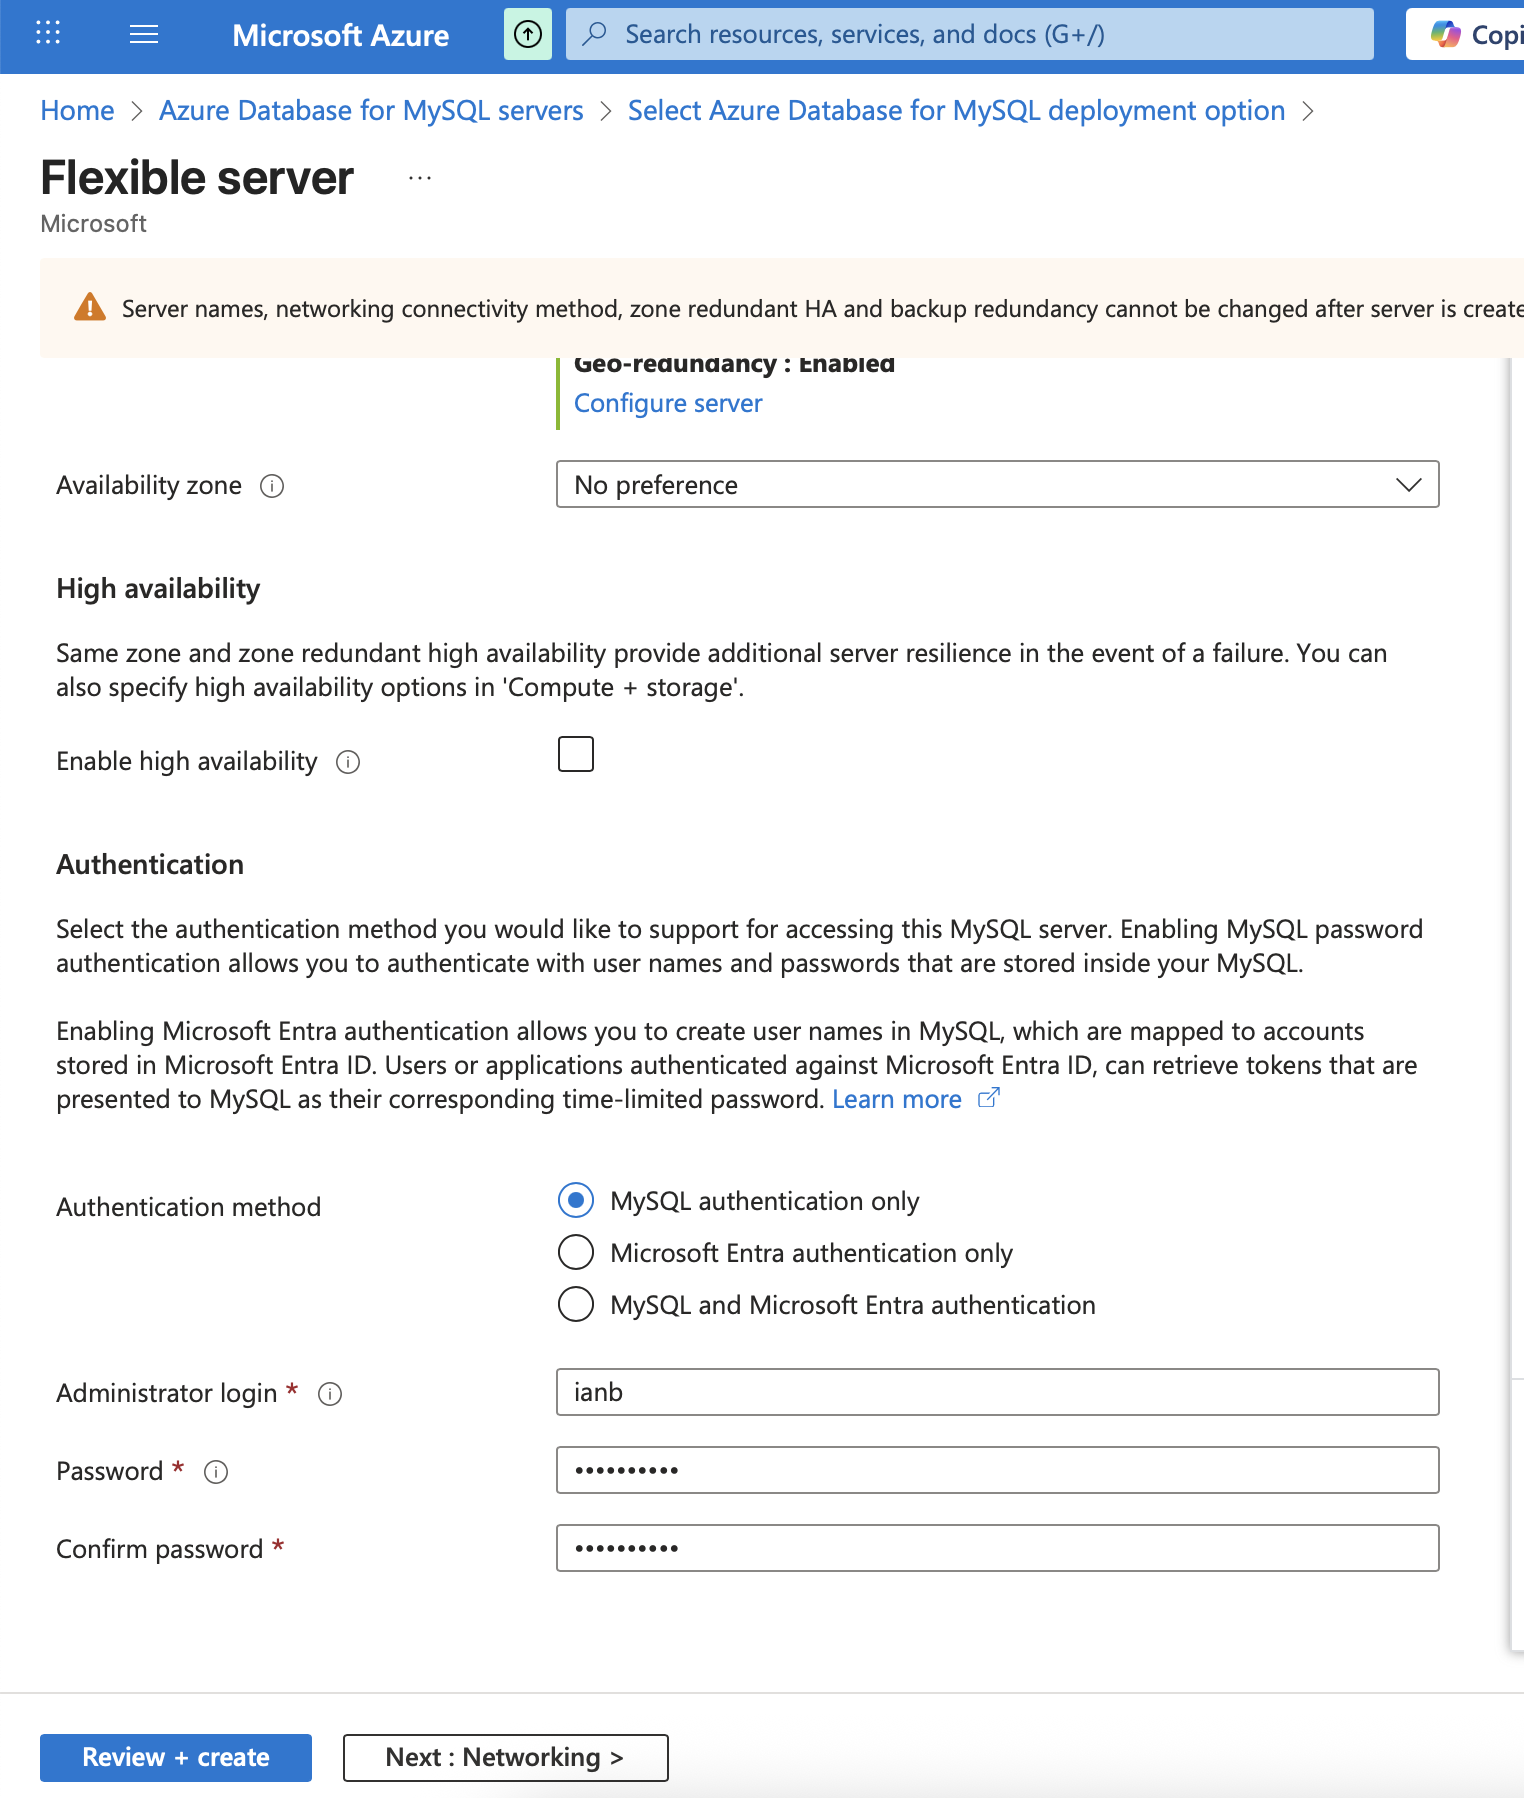 Microsoft Azure
Search resources, services, and docs (G+/)
Copi
Home > Azure Database for MySQL servers > Select Azure Database for MySQL deployment option >
Flexible server ...
Microsoft
Server names, networking connectivity method, zone redundant HA and backup redundancy cannot be changed after server is create
Geo-redundancy : Enabled
Configure server
Availability zone
No preference
High availability
Same zone and zone redundant high availability provide additional server resilience in the event of a failure. You can
also specify high availability options in 'Compute + storage'.
Enable high availability
Authentication
Select the authentication method you would like to support for accessing this MySQL server. Enabling MySQL password
authentication allows you to authenticate with user names and passwords that are stored inside your MySQL.
Enabling Microsoft Entra authentication allows you to create user names in MySQL, which are mapped to accounts
stored in Microsoft Entra ID. Users or applications authenticated against Microsoft Entra ID, can retrieve tokens that are
presented to MySQL as their corresponding time-limited password. Learn more
Authentication method
MySQL authentication only
Microsoft Entra authentication only
MySQL and Microsoft Entra authentication
Administrator login *
ianb
Password *
••••••••••
Confirm password *
••••••••••
Review + create
Next : Networking >